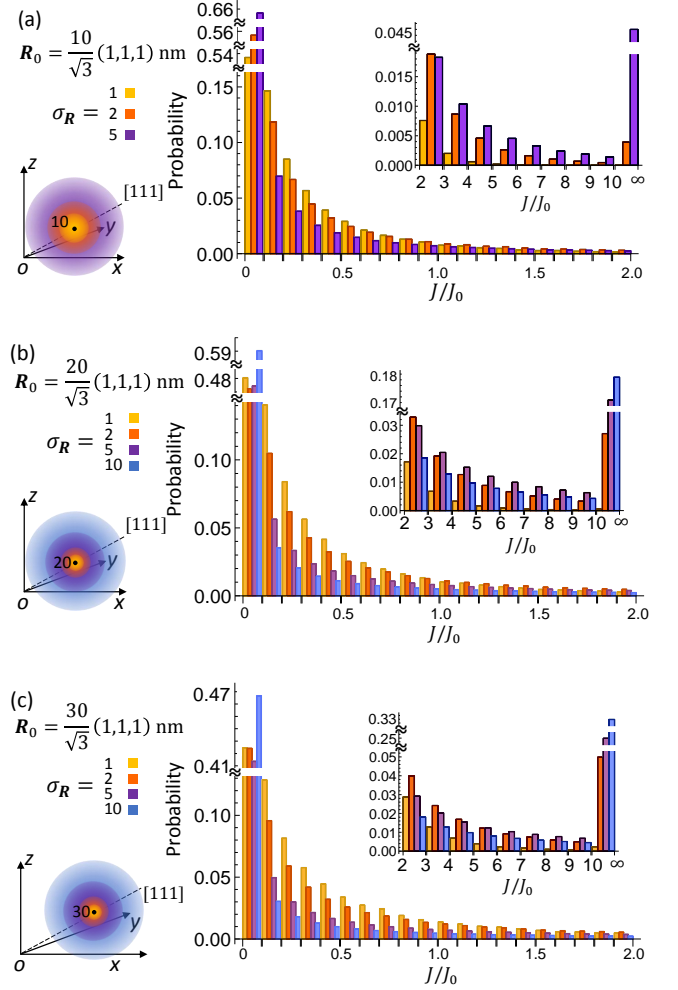 (a)
R₀ = 10/√3 (1,1,1) nm
σ_R = 1
2
5
z
[111]
10
y
o
x
Probability
0.66
0.56
0.54
0.15
0.10
0.05
0.00
0
0.5
1.0
1.5
2.0
J/J₀
0.045
0.015
0.010
0.005
0.000
2 3 4 5 6 7 8 9 10 ∞
J/J₀
(b)
R₀ = 20/√3 (1,1,1) nm
σ_R = 1
2
5
10
z
[111]
20
y
o
x
Probability
0.59
0.48
0.10
0.05
0.00
0
0.5
1.0
1.5
2.0
J/J₀
0.18
0.17
0.03
0.02
0.01
0.00
2 3 4 5 6 7 8 9 10 ∞
J/J₀
(c)
R₀ = 30/√3 (1,1,1) nm
σ_R = 1
2
5
10
z
[111]
30
y
o
x
Probability
0.47
0.41
0.10
0.05
0.00
0
0.5
1.0
1.5
2.0
J/J₀
0.33
0.25
0.05
0.04
0.03
0.02
0.01
0.00
2 3 4 5 6 7 8 9 10 ∞
J/J₀